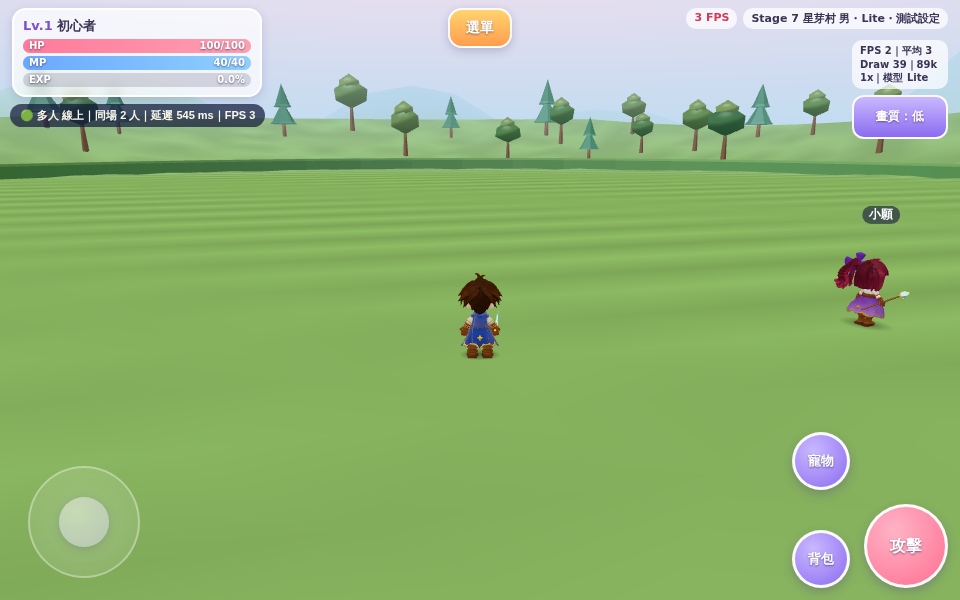 Lv.1 初心者
HP 100/100
MP 40/40
EXP 0.0%
多人 線上｜同場 2 人｜延遲 545 ms｜FPS 3
選單
3 FPS
Stage 7 星芽村 男・Lite・測試設定
FPS 2｜平均 3
Draw 39｜89k
1x｜模型 Lite
畫質：低
小願
寵物
背包
攻擊